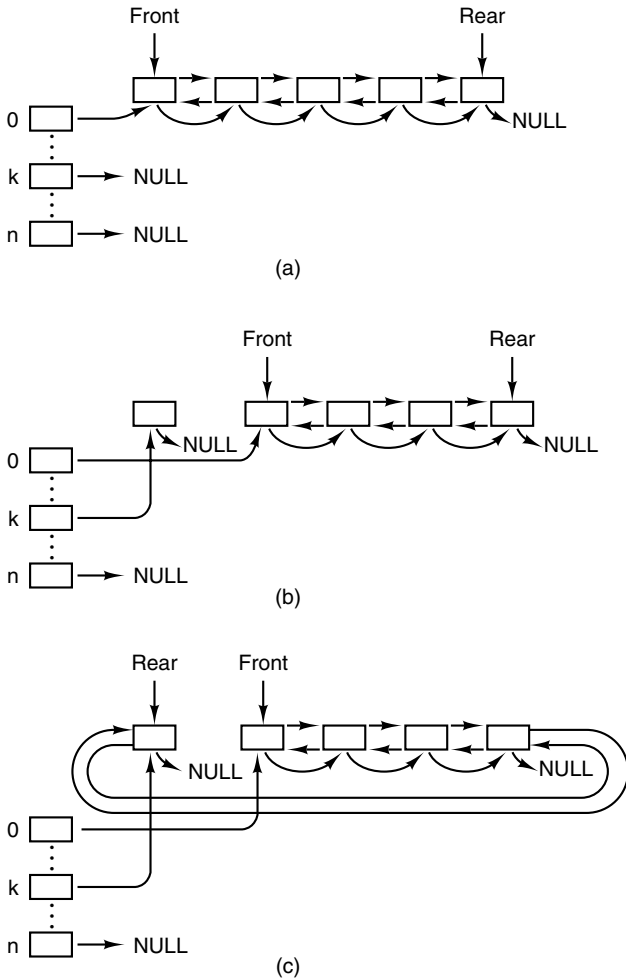 Front Rear
0 NULL
k NULL
n NULL
(a)
Front Rear
NULL NULL
0
k
n NULL
(b)
Rear Front
NULL NULL
0
k
n NULL
(c)